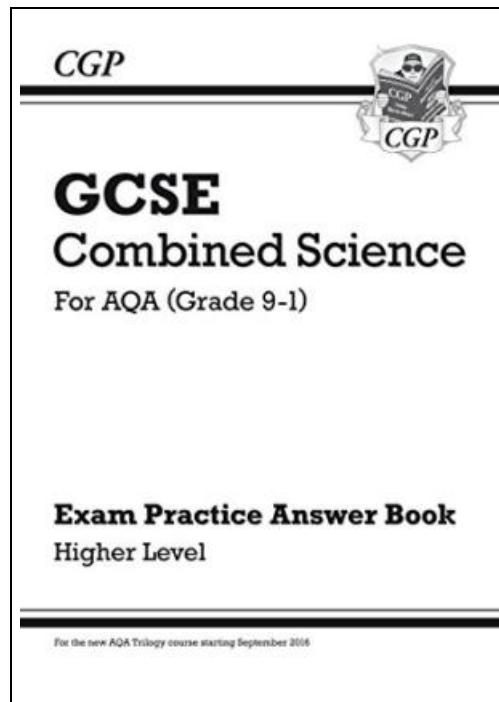 CGP
CGP
CGP
GCSE
Combined Science
For AQA (Grade 9-1)
Exam Practice Answer Book
Higher Level
For the new AQA Trilogy course starting September 2016